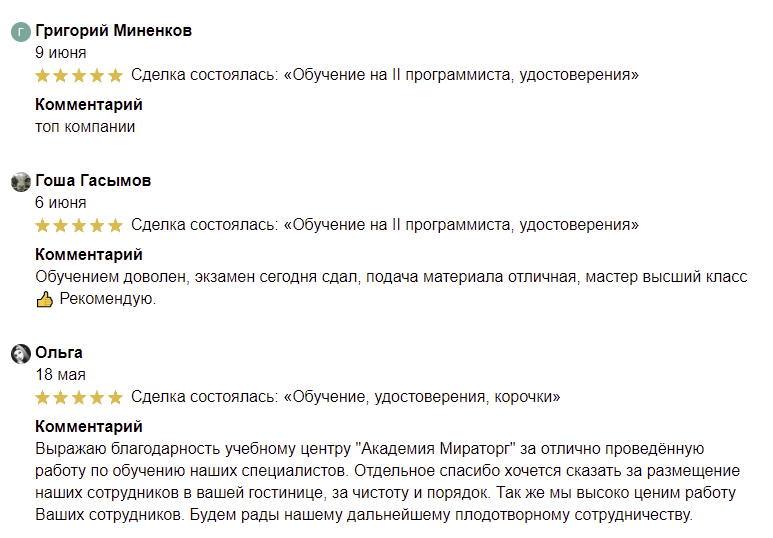 Г
Григорий Миненков
9 июня
Сделка состоялась: «Обучение на II программиста, удостоверения»
Комментарий
топ компании
Гоша Гасымов
6 июня
Сделка состоялась: «Обучение на II программиста, удостоверения»
Комментарий
Обучением доволен, экзамен сегодня сдал, подача материала отличная, мастер высший класс
👍 Рекомендую.
Ольга
18 мая
Сделка состоялась: «Обучение, удостоверения, корочки»
Комментарий
Выражаю благодарность учебному центру "Академия Мираторг" за отлично проведённую
работу по обучению наших специалистов. Отдельное спасибо хочется сказать за размещение
наших сотрудников в вашей гостинице, за чистоту и порядок. Так же мы высоко ценим работу
Ваших сотрудников. Будем рады нашему дальнейшему плодотворному сотрудничеству.